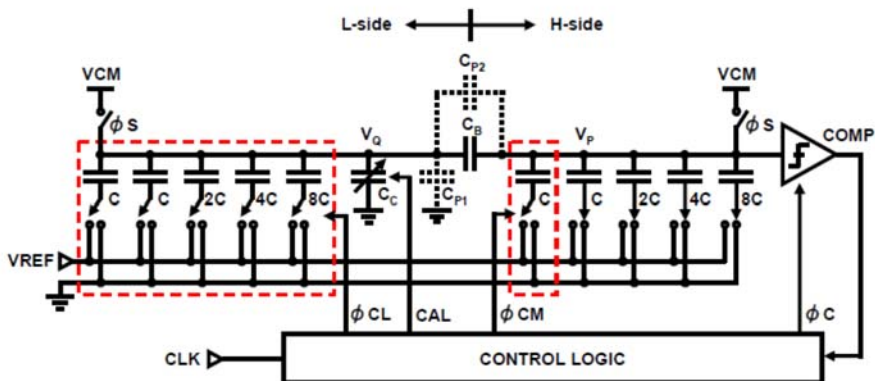 L-side H-side
VCM CP2 VCM
ϕS CB ϕS
VQ VP COMP
C C 2C 4C 8C CC CP1 C C 2C 4C 8C
VREF
ϕCL CAL ϕCM ϕC
CLK CONTROL LOGIC